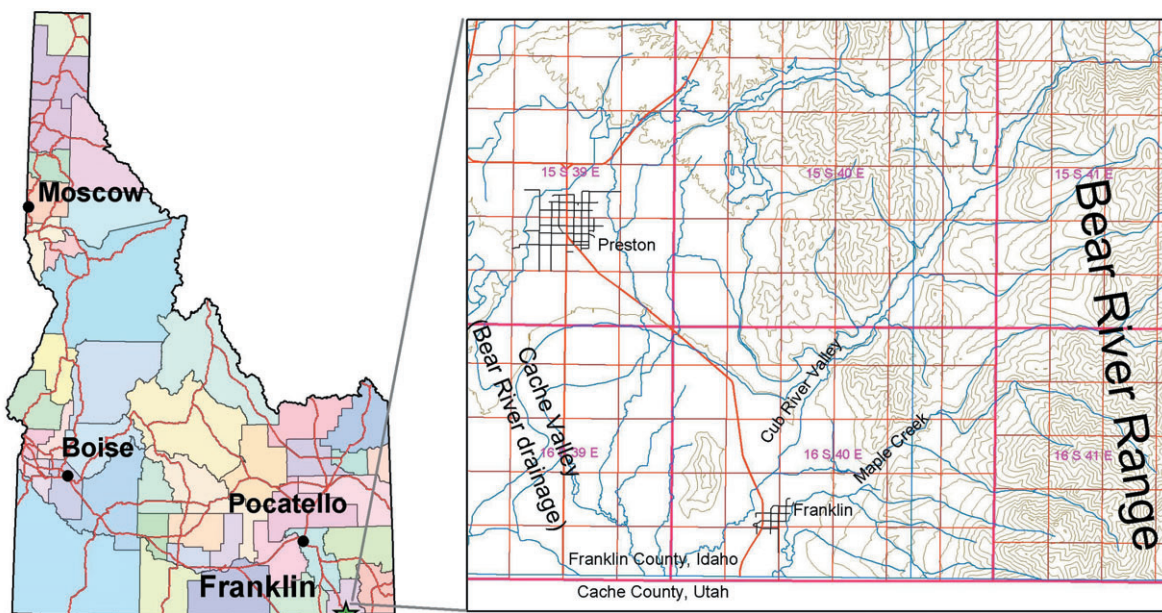 Moscow
Boise
Pocatello
Franklin
15 S 39 E
15 S 40 E
15 S 41 E
Preston
Bear River Range
Cache Valley
(Bear River drainage)
Cub River Valley
Maple Creek
16 S 39 E
16 S 40 E
16 S 41 E
Franklin
Franklin County, Idaho
Cache County, Utah